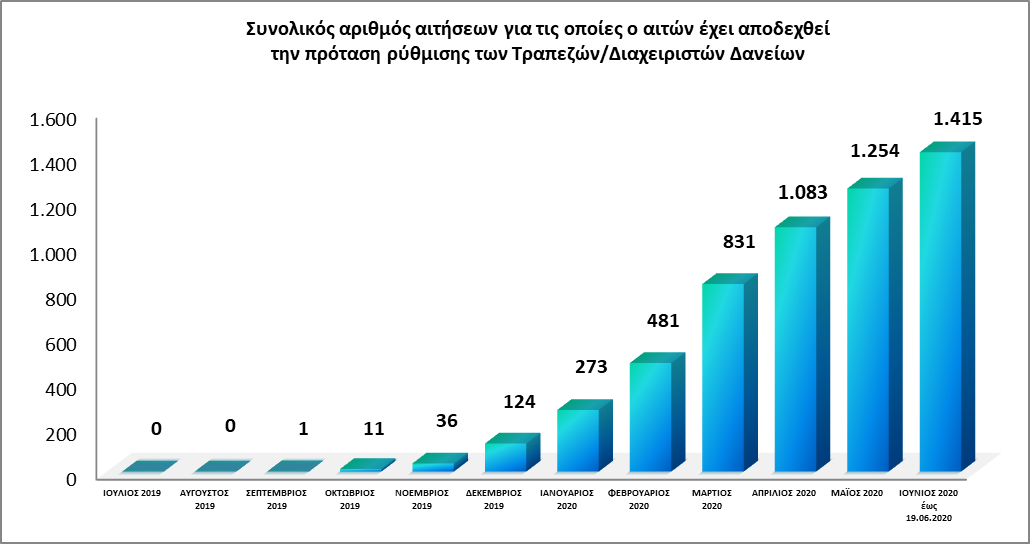 Συνολικός αριθμός αιτήσεων για τις οποίες ο αιτών έχει αποδεχθεί
την πρόταση ρύθμισης των Τραπεζών/Διαχειριστών Δανείων
1.600
1.400
1.200
1.000
800
600
400
200
0
0
0
1
11
36
124
273
481
831
1.083
1.254
1.415
ΙΟΥΛΙΟΣ 2019
ΑΥΓΟΥΣΤΟΣ
2019
ΣΕΠΤΕΜΒΡΙΟΣ
2019
ΟΚΤΩΒΡΙΟΣ
2019
ΝΟΕΜΒΡΙΟΣ
2019
ΔΕΚΕΜΒΡΙΟΣ
2019
ΙΑΝΟΥΑΡΙΟΣ
2020
ΦΕΒΡΟΥΑΡΙΟΣ
2020
ΜΑΡΤΙΟΣ
2020
ΑΠΡΙΛΙΟΣ 2020
ΜΑΪΟΣ 2020
ΙΟΥΝΙΟΣ 2020
έως
19.06.2020